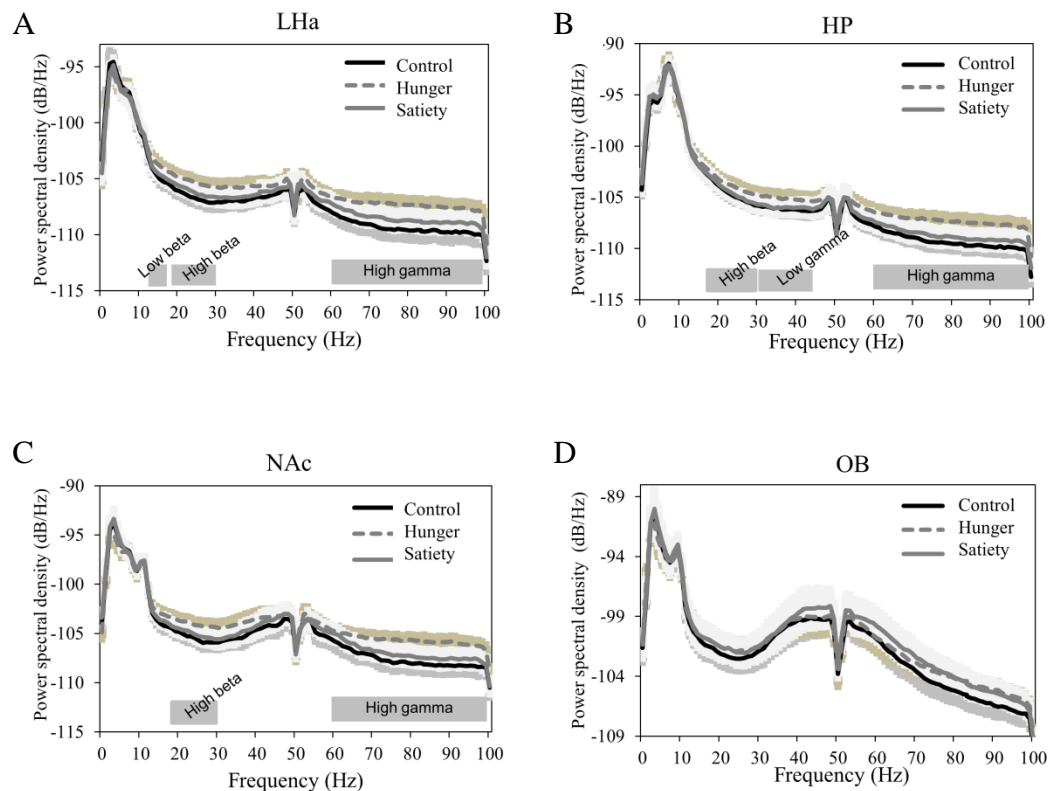 A
LHa
Power spectral density (dB/Hz)
-95
-100
-105
-110
-115
Control
Hunger
Satiety
Low beta
High beta
High gamma
0 10 20 30 40 50 60 70 80 90 100
Frequency (Hz)
B
HP
Power spectral density (dB/Hz)
-90
-95
-100
-105
-110
-115
Control
Hunger
Satiety
High beta
Low gamma
High gamma
0 10 20 30 40 50 60 70 80 90 100
Frequency (Hz)
C
NAc
Power spectral density (dB/Hz)
-90
-95
-100
-105
-110
-115
Control
Hunger
Satiety
High beta
High gamma
0 10 20 30 40 50 60 70 80 90 100
Frequency (Hz)
D
OB
Power spectral density (dB/Hz)
-89
-94
-99
-104
-109
Control
Hunger
Satiety
0 10 20 30 40 50 60 70 80 90 100
Frequency (Hz)